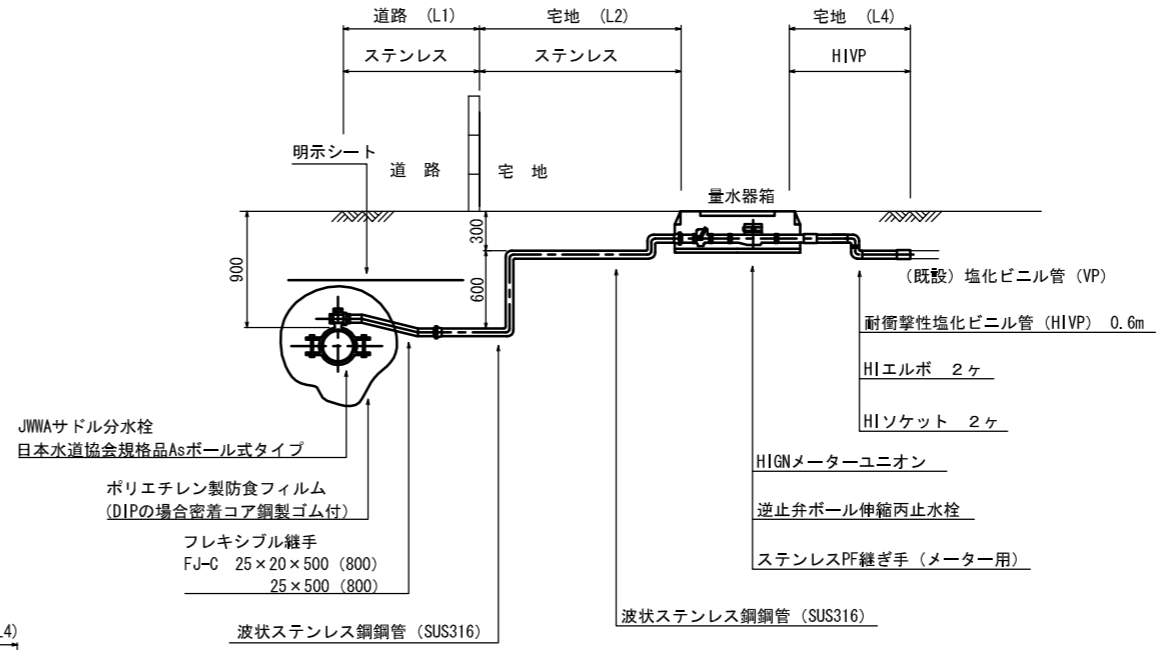 道路 (L1)
宅地 (L2)
宅地 (L4)
ステンレス
ステンレス
HIVP
明示シート
道 路
宅 地
量水器箱
300
900
600
(既設) 塩化ビニル管 (VP)
耐衝撃性塩化ビニル管 (HIVP) 0.6m
HIエルボ 2ヶ
HIソケット 2ヶ
JWWAサドル分水栓
日本水道協会規格品Asボール式タイプ
HIGNメーターユニオン
ポリエチレン製防食フィルム
(DIPの場合密着コア鋼製ゴム付)
逆止弁ボール伸縮丙止水栓
フレキシブル継手
FJ-C 25×20×500 (800)
25×500 (800)
ステンレスPF継ぎ手 (メーター用)
波状ステンレス鋼鋼管 (SUS316)
波状ステンレス鋼鋼管 (SUS316)
4)